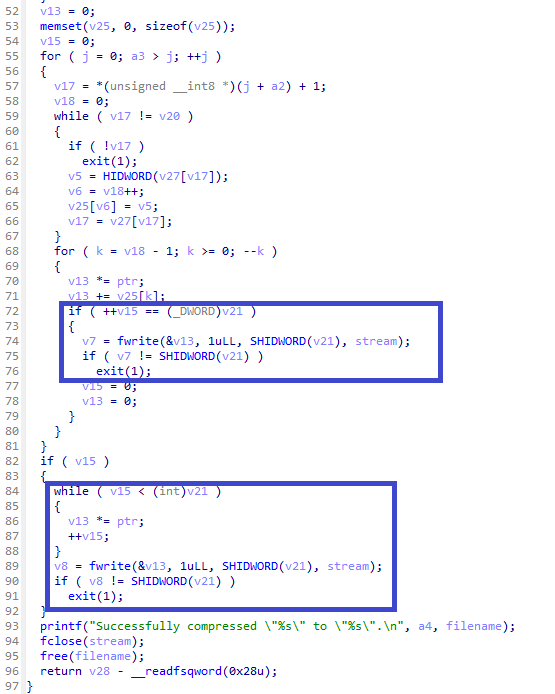 52 v13 = 0;
53 memset(v25, 0, sizeof(v25));
54 v15 = 0;
55 for ( j = 0; a3 > j; ++j )
56 {
57 v17 = *(unsigned __int8 *)(j + a2) + 1;
58 v18 = 0;
59 while ( v17 != v20 )
60 {
61 if ( !v17 )
62 exit(1);
63 v5 = HIDWORD(v27[v17]);
64 v6 = v18++;
65 v25[v6] = v5;
66 v17 = v27[v17];
67 }
68 for ( k = v18 - 1; k >= 0; --k )
69 {
70 v13 *= ptr;
71 v13 += v25[k];
72 if ( ++v15 == (_DWORD)v21 )
73 {
74 v7 = fwrite(&v13, 1uLL, SHIDWORD(v21), stream);
75 if ( v7 != SHIDWORD(v21) )
76 exit(1);
77 v15 = 0;
78 v13 = 0;
79 }
80 }
81 }
82 if ( v15 )
83 {
84 while ( v15 < (int)v21 )
85 {
86 v13 *= ptr;
87 ++v15;
88 }
89 v8 = fwrite(&v13, 1uLL, SHIDWORD(v21), stream);
90 if ( v8 != SHIDWORD(v21) )
91 exit(1);
92 }
93 printf("Successfully compressed \"%s\" to \"%s\".\n", a4, filename);
94 fclose(stream);
95 free(filename);
96 return v28 - __readfsqword(0x28u);
97 }